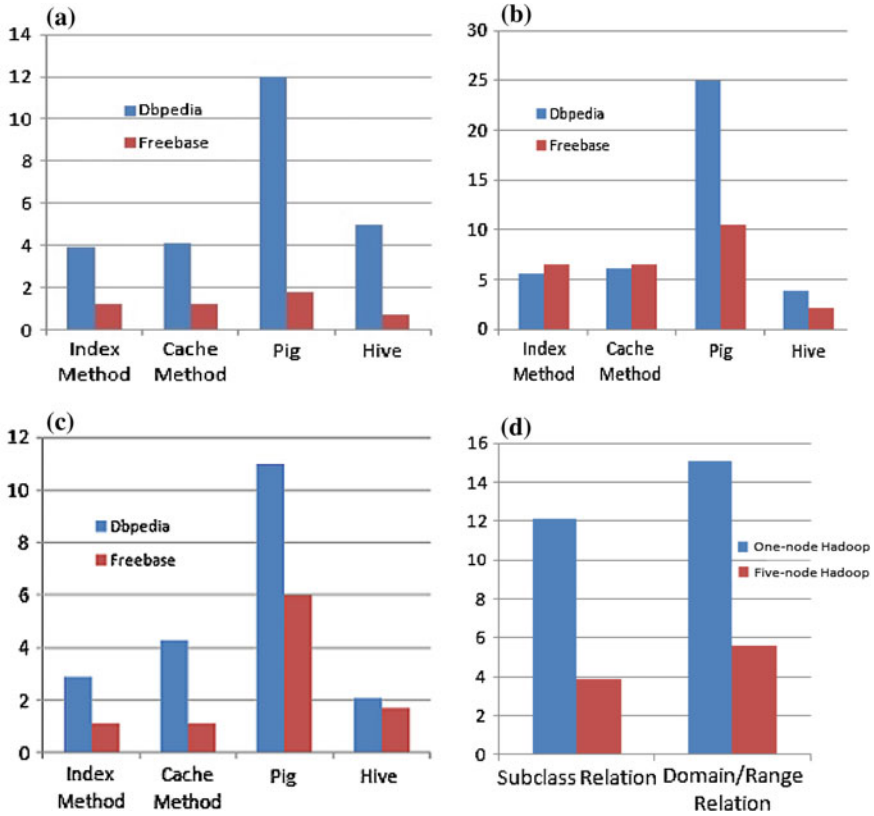 (a)
14
12
10
8
6
4
2
0
Dbpedia
Freebase
Index Method
Cache Method
Pig
Hive
(b)
30
25
20
15
10
5
0
Dbpedia
Freebase
Index Method
Cache Method
Pig
Hive
(c)
12
10
8
6
4
2
0
Dbpedia
Freebase
Index Method
Cache Method
Pig
Hive
(d)
16
14
12
10
8
6
4
2
0
One-node Hadoop
Five-node Hadoop
Subclass Relation
Domain/Range Relation